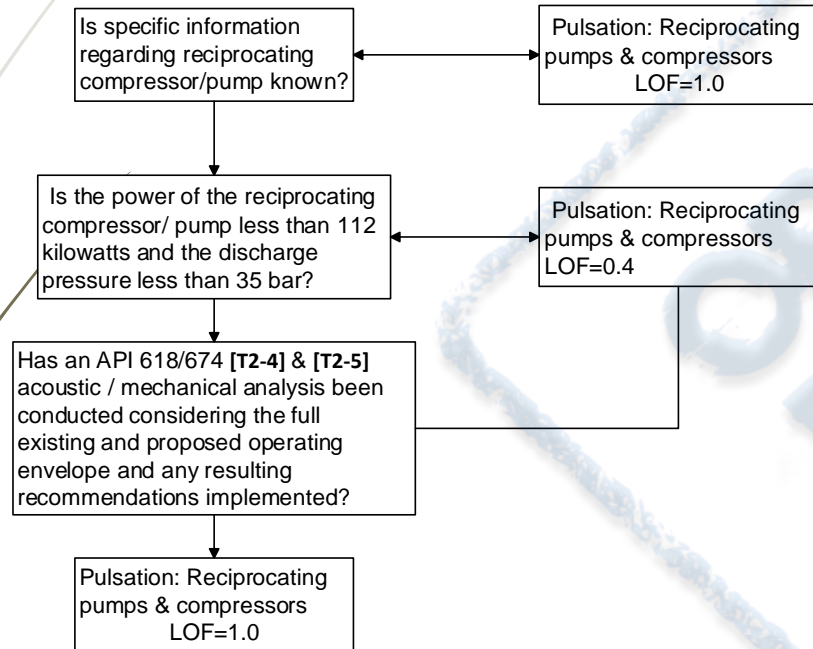 Is specific information
regarding reciprocating
compressor/pump known?
Pulsation: Reciprocating
pumps & compressors
LOF=1.0
Is the power of the reciprocating
compressor/ pump less than 112
kilowatts and the discharge
pressure less than 35 bar?
Pulsation: Reciprocating
pumps & compressors
LOF=0.4
Has an API 618/674 [T2-4] & [T2-5]
acoustic / mechanical analysis been
conducted considering the full
existing and proposed operating
envelope and any resulting
recommendations implemented?
Pulsation: Reciprocating
pumps & compressors
LOF=1.0